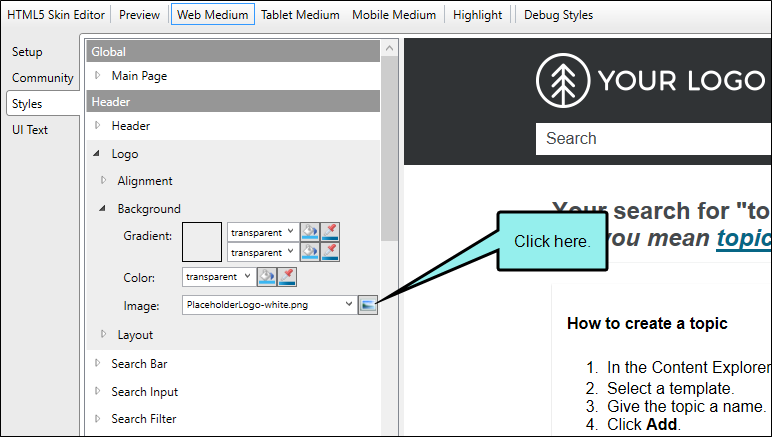 HTML5 Skin Editor Preview Web Medium Tablet Medium Mobile Medium Highlight Debug Styles
Setup
Community
Styles
UI Text
Global
Main Page
Header
Header
Logo
Alignment
Background
Gradient: transparent
transparent
Color: transparent
Image: PlaceholderLogo-white.png
Layout
Search Bar
Search Input
Search Filter
Click here.
YOUR LOGO
Search
Your search for "to
you mean topic
How to create a topic
1. In the Content Explorer
2. Select a template.
3. Give the topic a name.
4. Click Add.